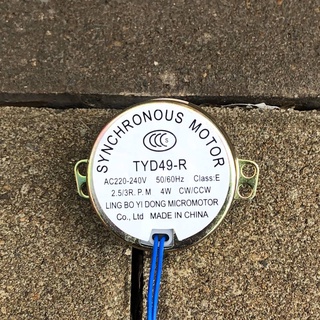 SYNCHRONOUS MOTOR
CCC
TYD49-R
AC220-240V 50/60Hz Class:E
2.5/3R.P.M 4W CW/CCW
LING BO YI DONG MICROMOTOR
Co., Ltd MADE IN CHINA